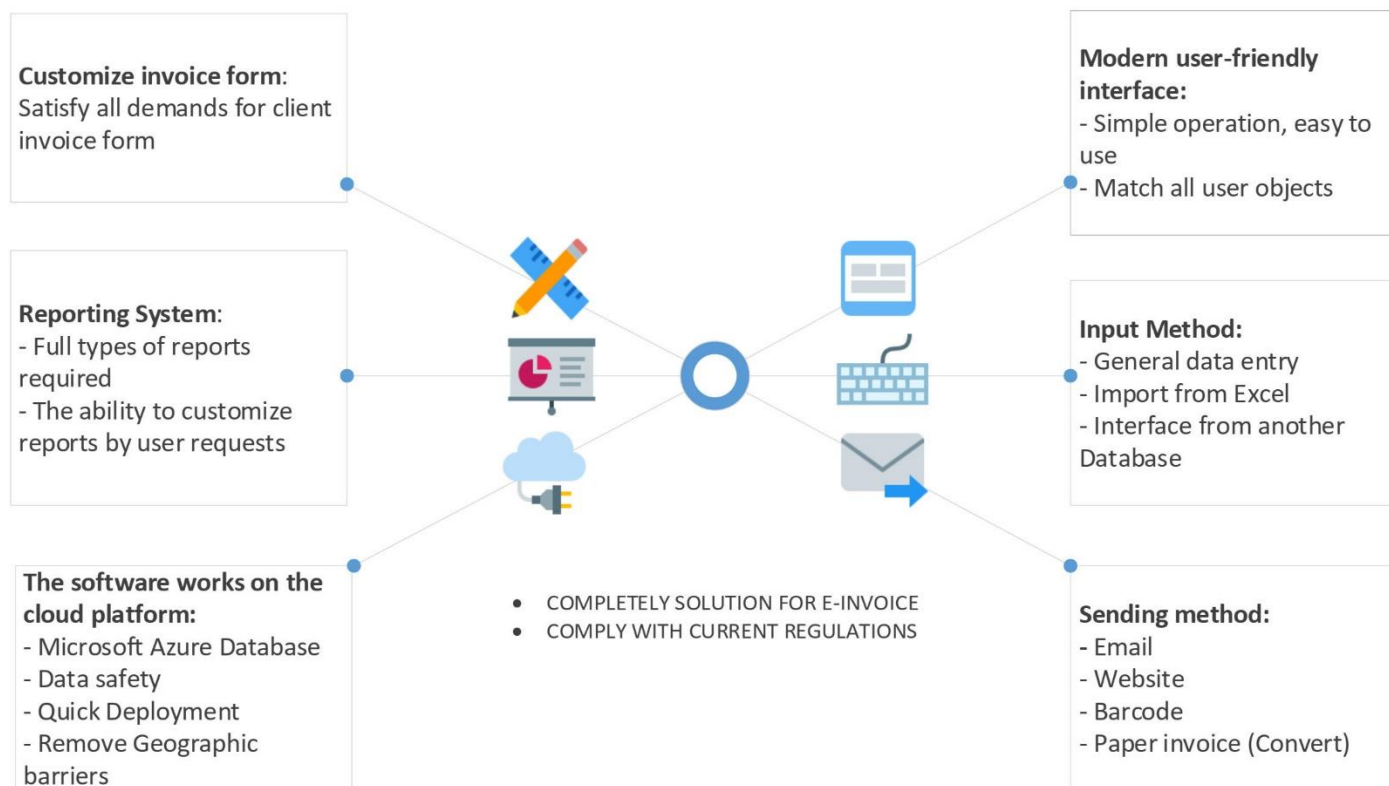 Customize invoice form:
Satisfy all demands for client
invoice form
Reporting System:
- Full types of reports
required
- The ability to customize
reports by user requests
The software works on the
cloud platform:
- Microsoft Azure Database
- Data safety
- Quick Deployment
- Remove Geographic
barriers
• COMPLETELY SOLUTION FOR E-INVOICE
• COMPLY WITH CURRENT REGULATIONS
Modern user-friendly
interface:
- Simple operation, easy to
use
- Match all user objects
Input Method:
- General data entry
- Import from Excel
- Interface from another
Database
Sending method:
- Email
- Website
- Barcode
- Paper invoice (Convert)